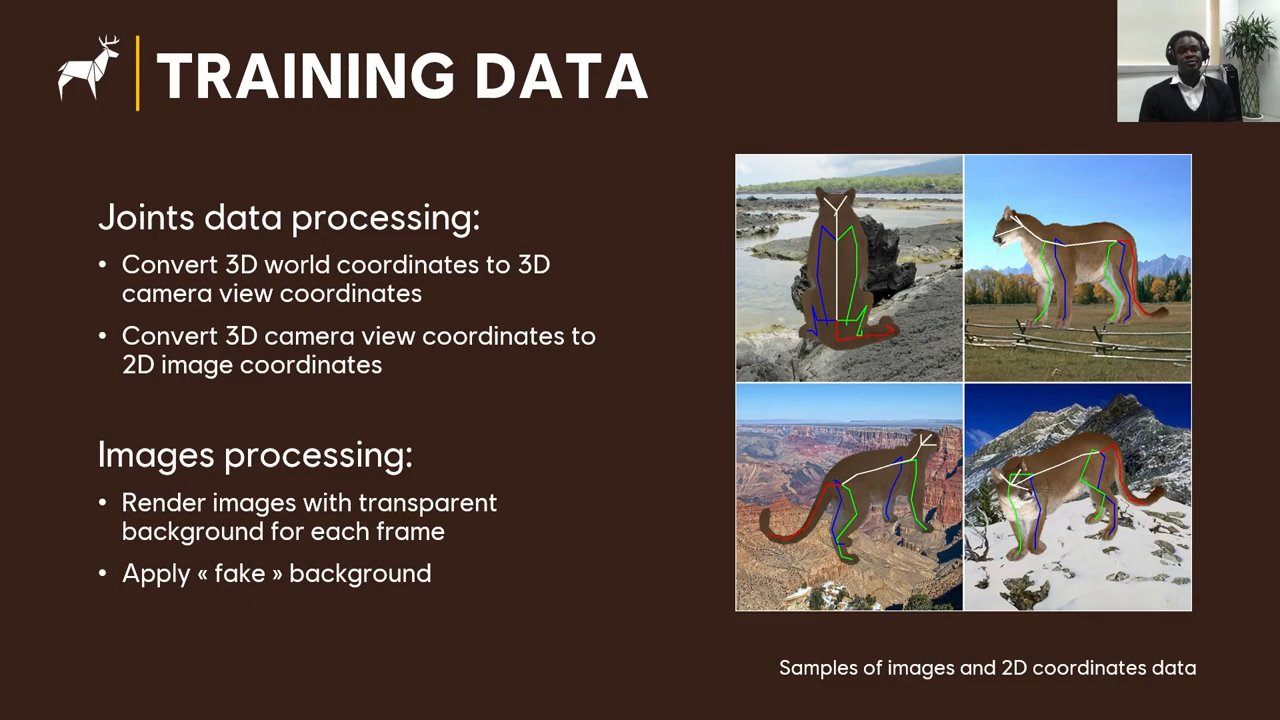 TRAINING DATA
Joints data processing:
• Convert 3D world coordinates to 3D
camera view coordinates
• Convert 3D camera view coordinates to
2D image coordinates
Images processing:
• Render images with transparent
background for each frame
• Apply « fake » background
Samples of images and 2D coordinates data